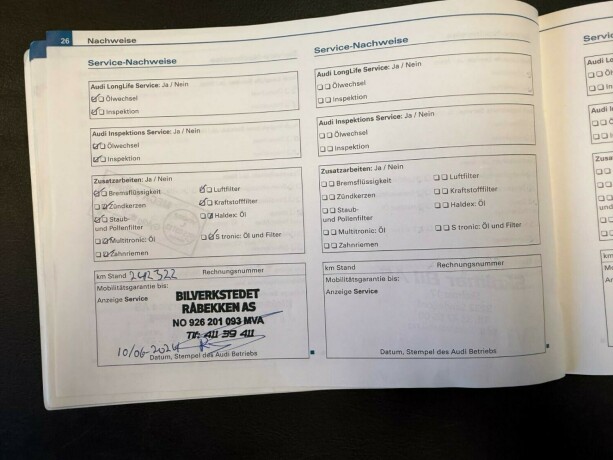 26 Nachweise
Service-Nachweise
Audi LongLife Service: Ja / Nein
Ölwechsel
Inspektion
Audi Inspektions Service: Ja / Nein
Ölwechsel
Inspektion
Zusatzarbeiten: Ja / Nein
Bremsflüssigkeit
Zündkerzen
Staub-
und Pollenfilter
Multitronic: Öl
Zahnriemen
Luftfilter
Kraftstofffilter
Haldex: Öl
S tronic: Öl und Filter
km Stand 242322 Rechnungsnummer
Mobilitätsgarantie bis:
Anzeige Service
BILVERKSTEDET
RÅBEKKEN AS
NO 926 201 093 MVA
Tlf: 411 39 411
10/06-2024
Datum, Stempel des Audi Betriebs
Service-Nachweise
Audi LongLife Service: Ja / Nein
Ölwechsel
Inspektion
Audi Inspektions Service: Ja / Nein
Ölwechsel
Inspektion
Zusatzarbeiten: Ja / Nein
Bremsflüssigkeit
Zündkerzen
Staub-
und Pollenfilter
Multitronic: Öl
Zahnriemen
Luftfilter
Kraftstofffilter
Haldex: Öl
S tronic: Öl und Filter
km Stand Rechnungsnummer
Mobilitätsgarantie bis:
Anzeige Service
Datum, Stempel des Audi Betriebs